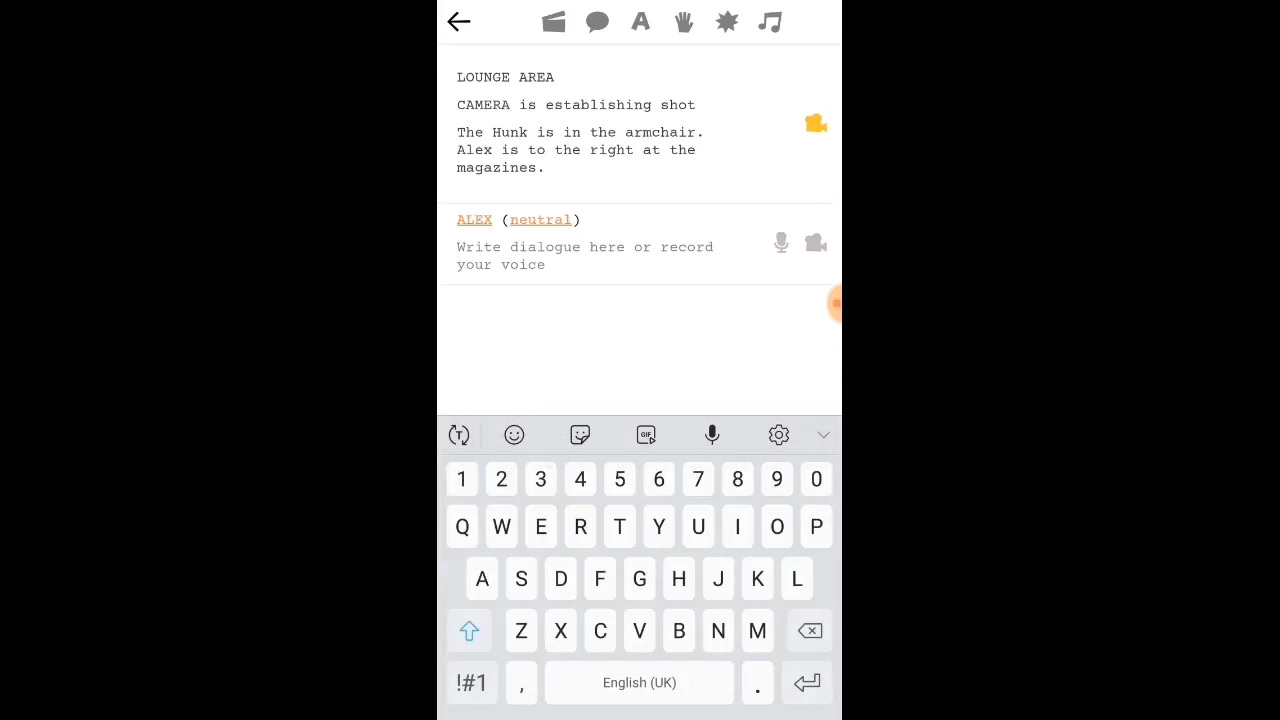 LOUNGE AREA
CAMERA is establishing shot
The Hunk is in the armchair.
Alex is to the right at the
magazines.
ALEX (neutral)
Write dialogue here or record
your voice
T GIF
1 2 3 4 5 6 7 8 9 0
Q W E R T Y U I O P
A S D F G H J K L
Z X C V B N M
!#1 , English (UK) .